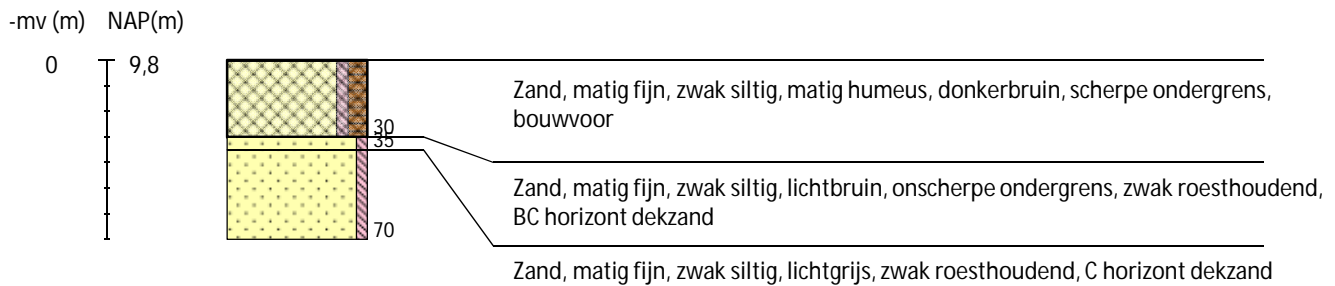 -mv (m) NAP(m)
0 9,8
Zand, matig fijn, zwak siltig, matig humeus, donkerbruin, scherpe ondergrens,
bouwvoor
30
35
Zand, matig fijn, zwak siltig, lichtbruin, onscherpe ondergrens, zwak roesthoudend,
BC horizont dekzand
70
Zand, matig fijn, zwak siltig, lichtgrijs, zwak roesthoudend, C horizont dekzand